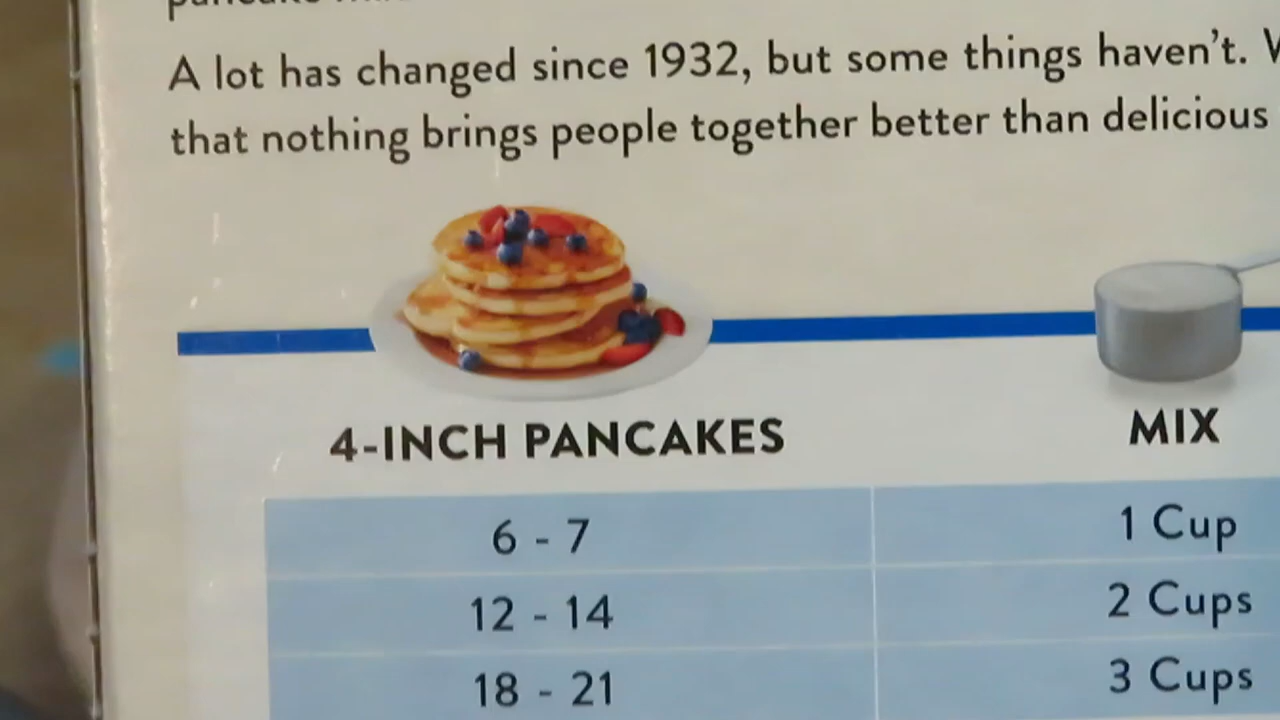 A lot has changed since 1932, but some things haven't.
that nothing brings people together better than delicious
4-INCH PANCAKES MIX
6 - 7 1 Cup
12 - 14 2 Cups
18 - 21 3 Cups